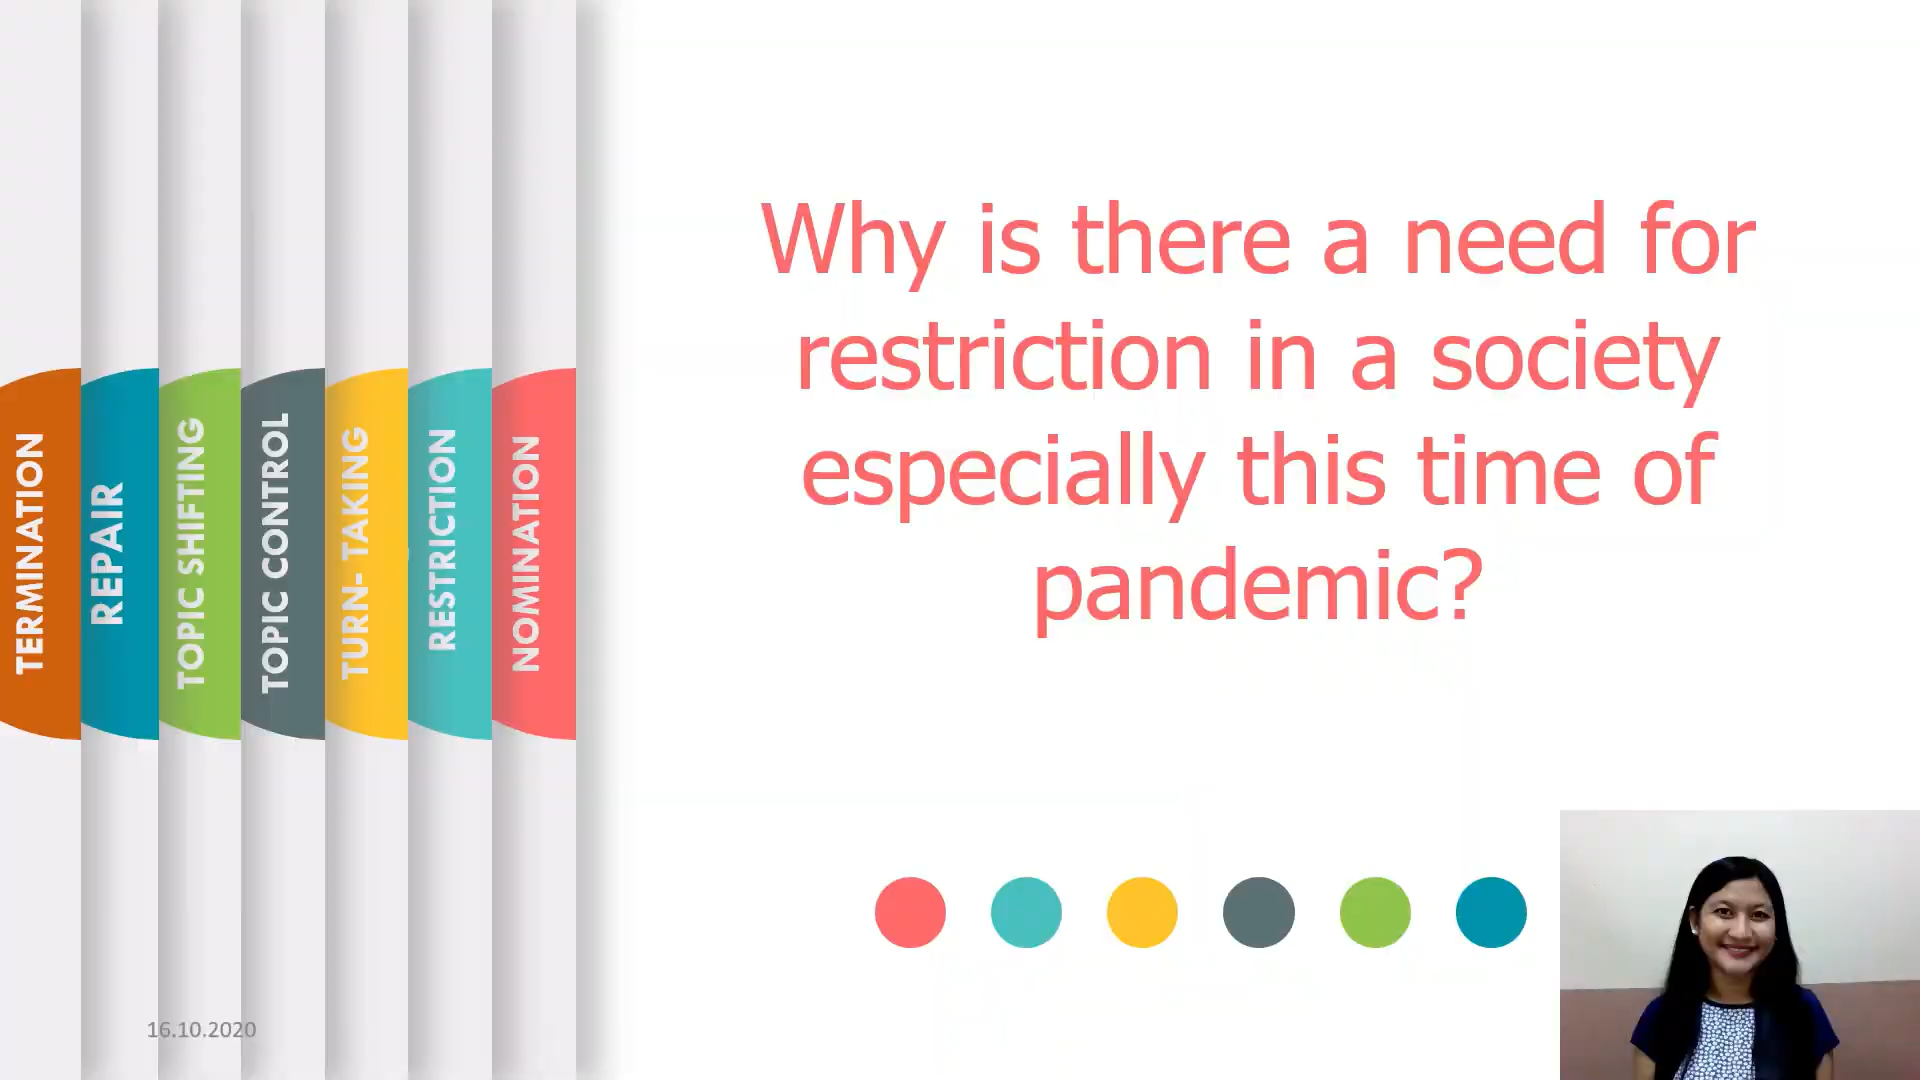 TERMINATION
REPAIR
TOPIC SHIFTING
TOPIC CONTROL
TURN- TAKING
RESTRICTION
NOMINATION
Why is there a need for
restriction in a society
especially this time of
pandemic?
16.10.2020